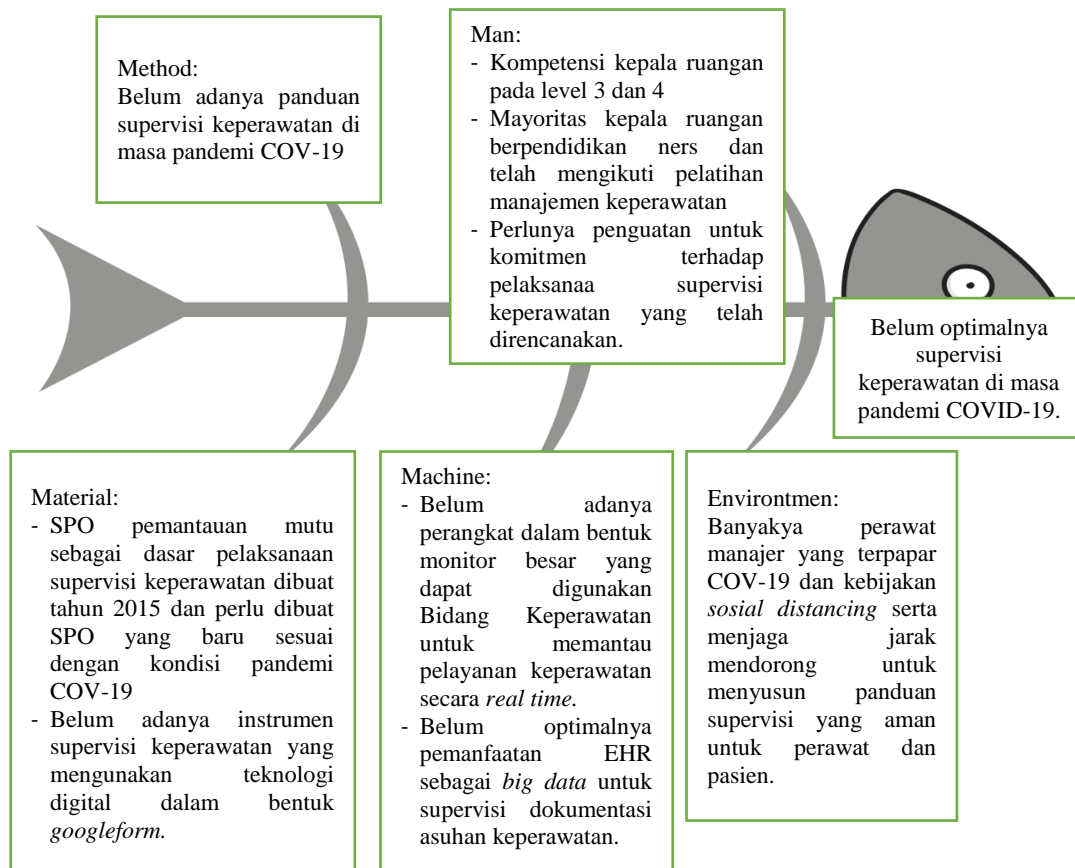 Method:
Belum adanya panduan
supervisi keperawatan di
masa pandemi COV-19
Man:
- Kompetensi kepala ruangan
pada level 3 dan 4
- Mayoritas kepala ruangan
berpendidikan ners dan
telah mengikuti pelatihan
manajemen keperawatan
- Perlunya penguatan untuk
komitmen terhadap
pelaksanaa supervisi
keperawatan yang telah
direncanakan.
Belum optimalnya
supervisi
keperawatan di masa
pandemi COVID-19.
Material:
- SPO pemantauan mutu
sebagai dasar pelaksanaan
supervisi keperawatan dibuat
tahun 2015 dan perlu dibuat
SPO yang baru sesuai
dengan kondisi pandemi
COV-19
- Belum adanya instrumen
supervisi keperawatan yang
mengunakan teknologi
digital dalam bentuk
googleform.
Machine:
- Belum adanya
perangkat dalam bentuk
monitor besar yang
dapat digunakan
Bidang Keperawatan
untuk memantau
pelayanan keperawatan
secara real time.
- Belum optimalnya
pemanfaatan EHR
sebagai big data untuk
supervisi dokumentasi
asuhan keperawatan.
Environtmen:
Banyakya perawat
manajer yang terpapar
COV-19 dan kebijakan
sosial distancing serta
menjaga jarak
mendorong untuk
menyusun panduan
supervisi yang aman
untuk perawat dan
pasien.